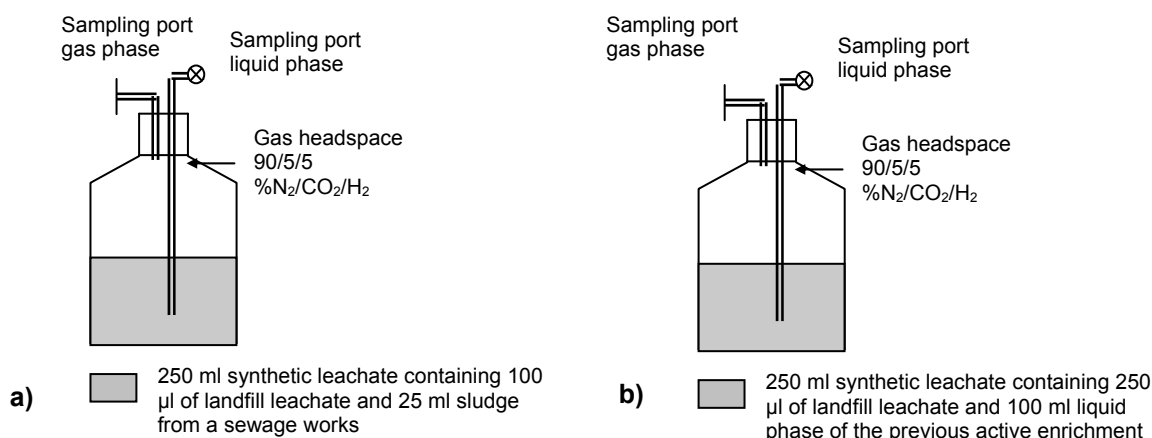 Sampling port
gas phase
Sampling port
liquid phase
Gas headspace
90/5/5
%N₂/CO₂/H₂
a)
250 ml synthetic leachate containing 100
µl of landfill leachate and 25 ml sludge
from a sewage works
Sampling port
gas phase
Sampling port
liquid phase
Gas headspace
90/5/5
%N₂/CO₂/H₂
b)
250 ml synthetic leachate containing 250
µl of landfill leachate and 100 ml liquid
phase of the previous active enrichment